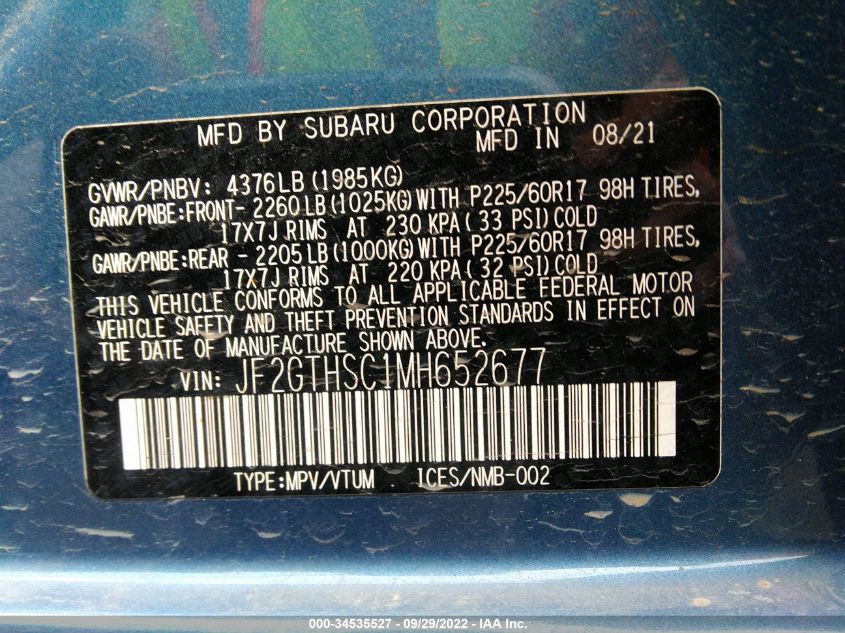 MFD BY SUBARU CORPORATION
MFD IN 08/21
GVWR/PNBV: 4376LB (1985KG)
GAWR/PNBE:FRONT- 2260 LB (1025KG) WITH P225/60R17 98H TIRES,
17X7J RIMS AT 230 KPA ( 33 PSI) COLD
GAWR/PNBE:REAR - 2205 LB (1000KG) WITH P225/60R17 98H TIRES,
17X7J RIMS AT 220 KPA ( 32 PSI) COLD
THIS VEHICLE CONFORMS TO ALL APPLICABLE FEDERAL MOTOR
VEHICLE SAFETY AND THEFT PREVENTION STANDARDS IN EFFECT ON
THE DATE OF MANUFACTURE SHOWN ABOVE.
VIN: JF2GTHSC1MH652677
TYPE:MPV/VTUM ICES/NMB-002
000-34535527 - 09/29/2022 - IAA Inc.